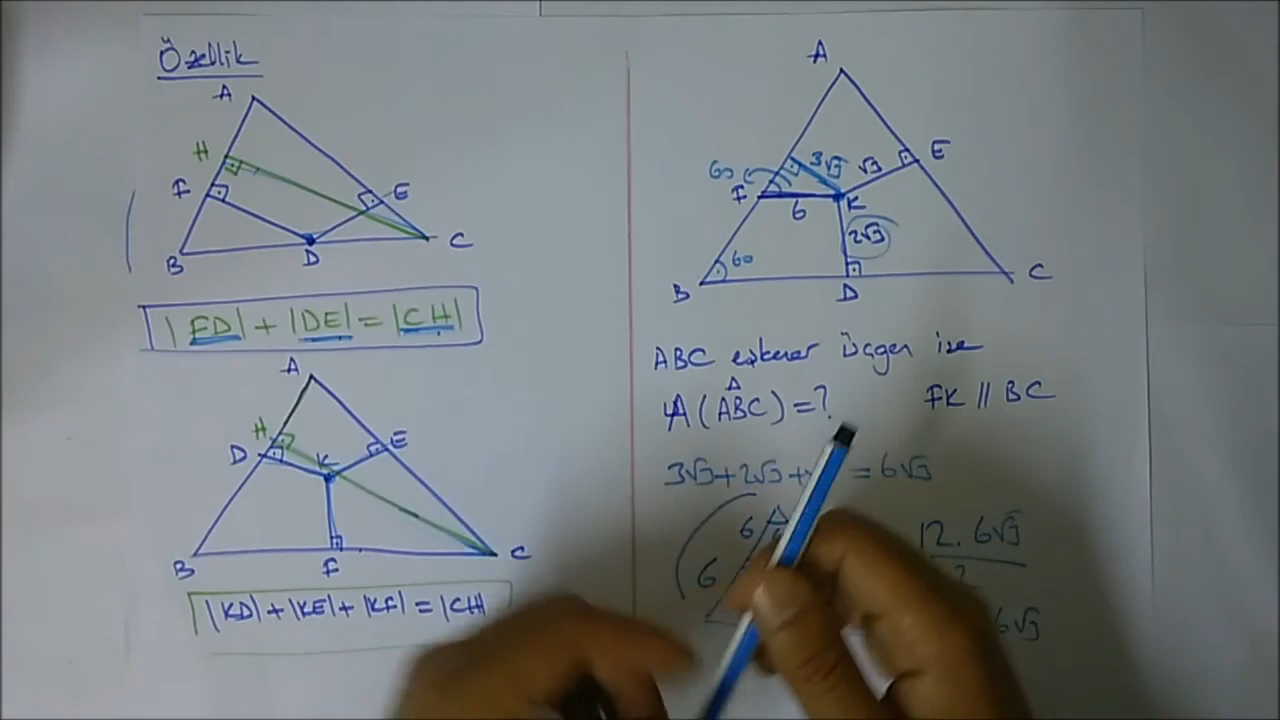 Özellik
A
H
F
E
B
D
C
|FD| + |DE| = |CH|
A
H
D
K
E
B
F
C
|KD| + |KE| + |KF| = |CH|
A
60
3√3
√3
E
F
6
K
2√3
60
B
D
C
ABC eşkenar üçgen ise
A(ABC) = ?
FK // BC
3√3 + 2√3 +
= 6√3
6
6
12. 6√3
2
6√3